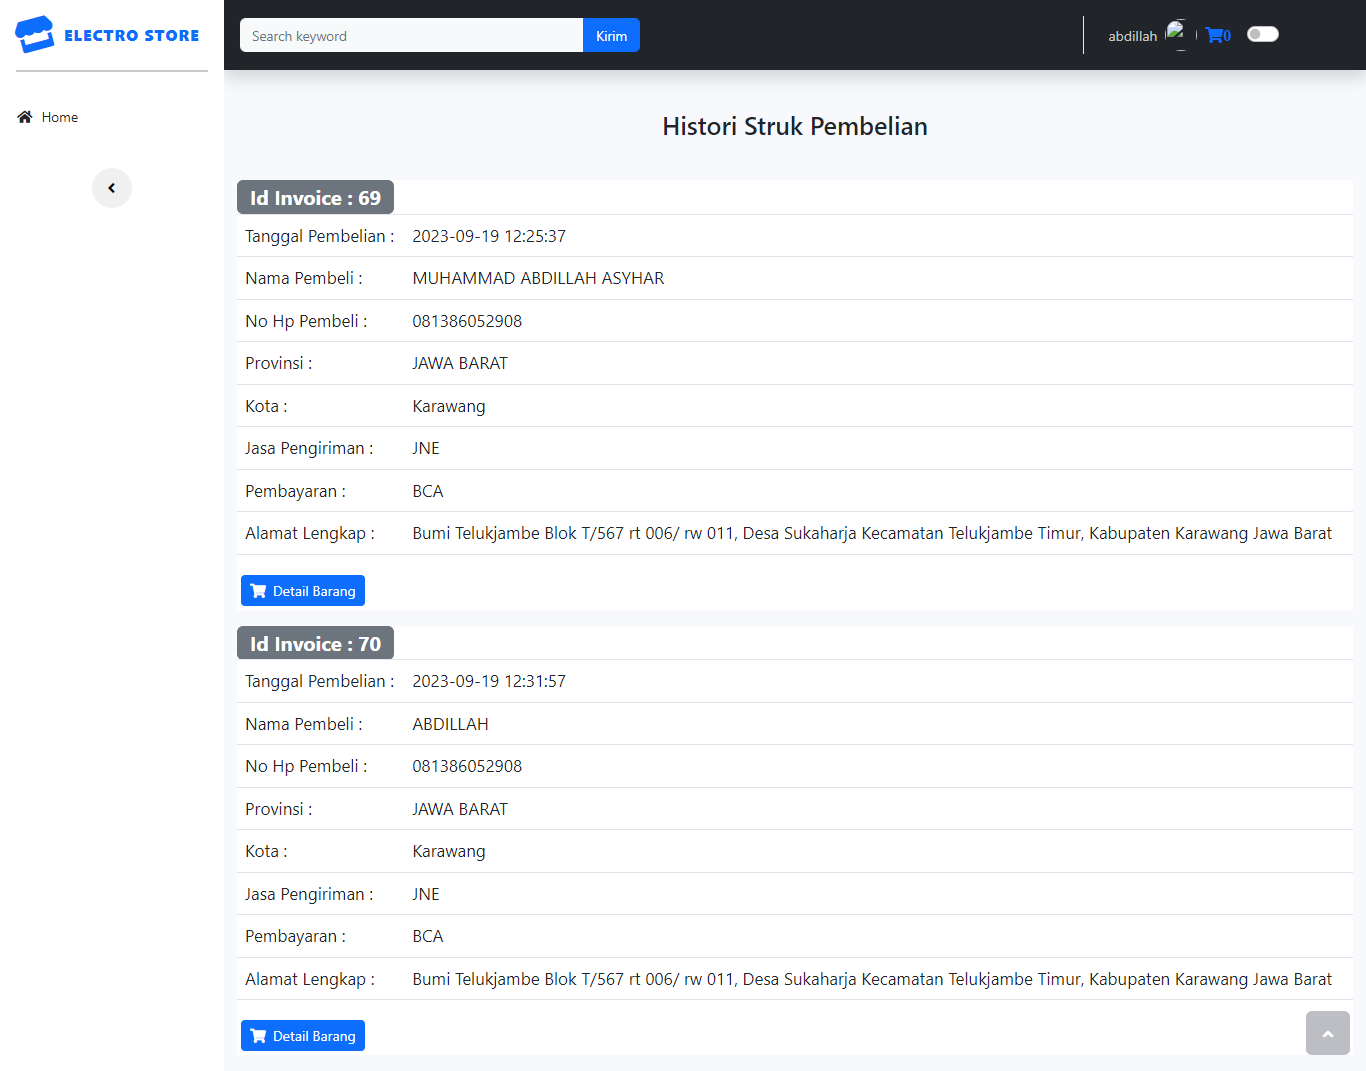 ELECTRO STORE
Search keyword
Kirim
abdillah
0
Home
Histori Struk Pembelian
Id Invoice : 69
Tanggal Pembelian : 2023-09-19 12:25:37
Nama Pembeli : MUHAMMAD ABDILLAH ASYHAR
No Hp Pembeli : 081386052908
Provinsi : JAWA BARAT
Kota : Karawang
Jasa Pengiriman : JNE
Pembayaran : BCA
Alamat Lengkap : Bumi Telukjambe Blok T/567 rt 006/ rw 011, Desa Sukaharja Kecamatan Telukjambe Timur, Kabupaten Karawang Jawa Barat
Detail Barang
Id Invoice : 70
Tanggal Pembelian : 2023-09-19 12:31:57
Nama Pembeli : ABDILLAH
No Hp Pembeli : 081386052908
Provinsi : JAWA BARAT
Kota : Karawang
Jasa Pengiriman : JNE
Pembayaran : BCA
Alamat Lengkap : Bumi Telukjambe Blok T/567 rt 006/ rw 011, Desa Sukaharja Kecamatan Telukjambe Timur, Kabupaten Karawang Jawa Barat
Detail Barang